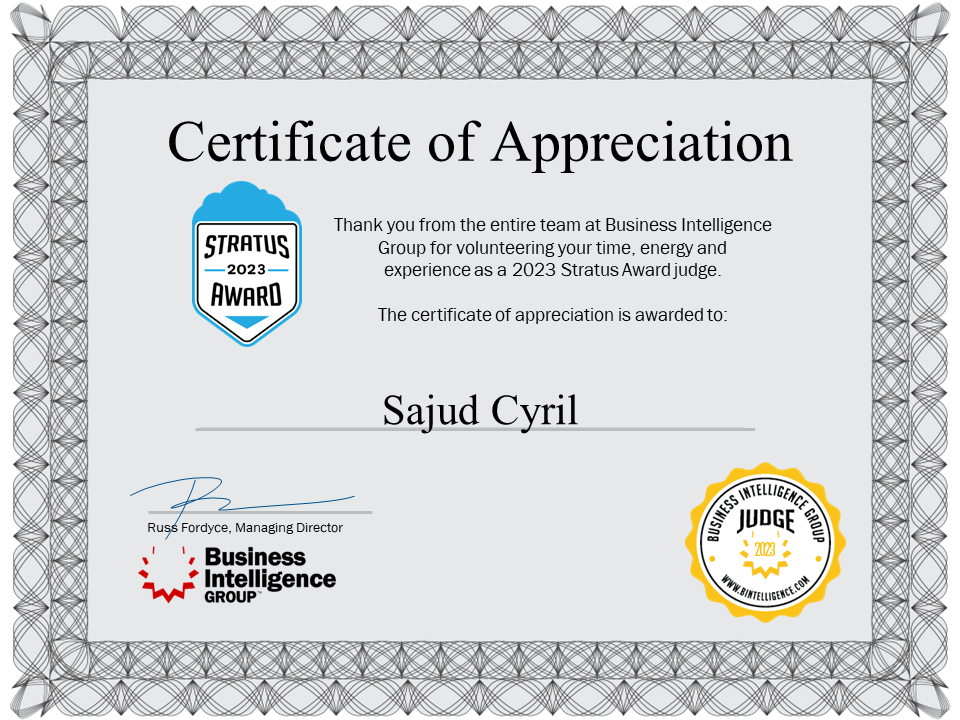 Certificate of Appreciation
STRATUS
2023
AWARD
Thank you from the entire team at Business Intelligence
Group for volunteering your time, energy and
experience as a 2023 Stratus Award judge.
The certificate of appreciation is awarded to:
Sajud Cyril
Russ Fordyce, Managing Director
Business
Intelligence
GROUP™
BUSINESS INTELLIGENCE GROUP
JUDGE
2023
WWW.BINTELLIGENCE.COM